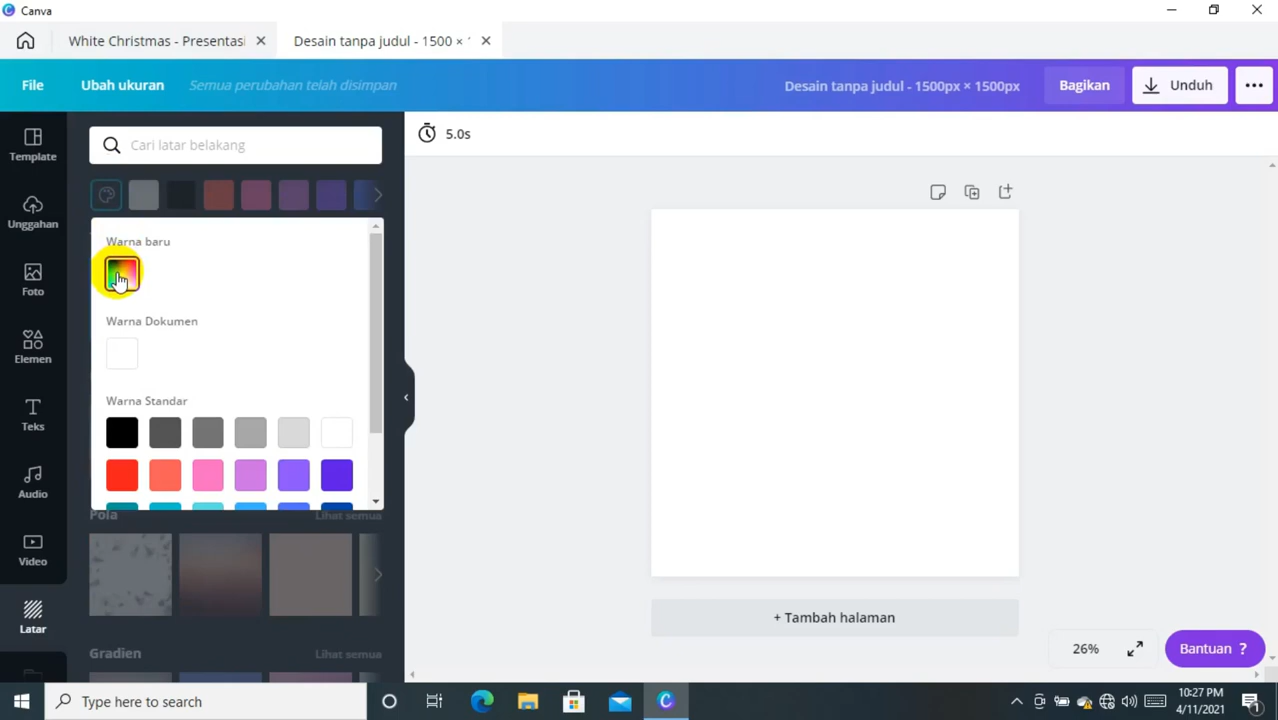 Canva
White Christmas - Presentasi
Desain tanpa judul - 1500 ×
File
Ubah ukuran
Semua perubahan telah disimpan
Desain tanpa judul - 1500px × 1500px
Bagikan
Unduh
Template
Unggahan
Foto
Elemen
Teks
Audio
Video
Latar
Cari latar belakang
5.0s
Warna baru
Warna Dokumen
Warna Standar
Pola
Lihat semua
Gradien
Lihat semua
+ Tambah halaman
26%
Bantuan ?
Type here to search
10:27 PM
4/11/2021
1